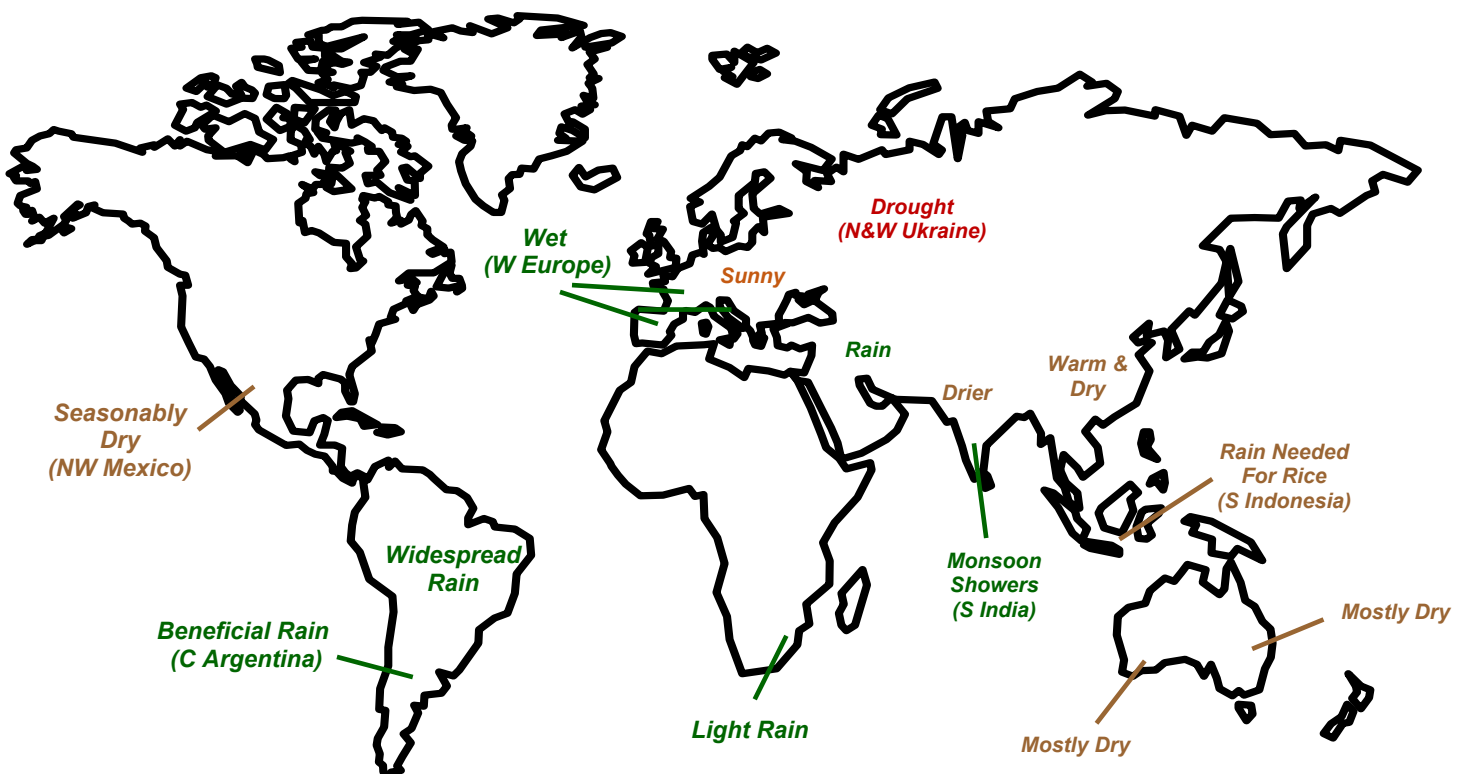 Drought
(N&W Ukraine)
Wet
(W Europe)
Sunny
Rain
Warm &
Dry
Drier
Seasonably
Dry
(NW Mexico)
Rain Needed
For Rice
(S Indonesia)
Widespread
Rain
Monsoon
Showers
(S India)
Mostly Dry
Beneficial Rain
(C Argentina)
Light Rain
Mostly Dry